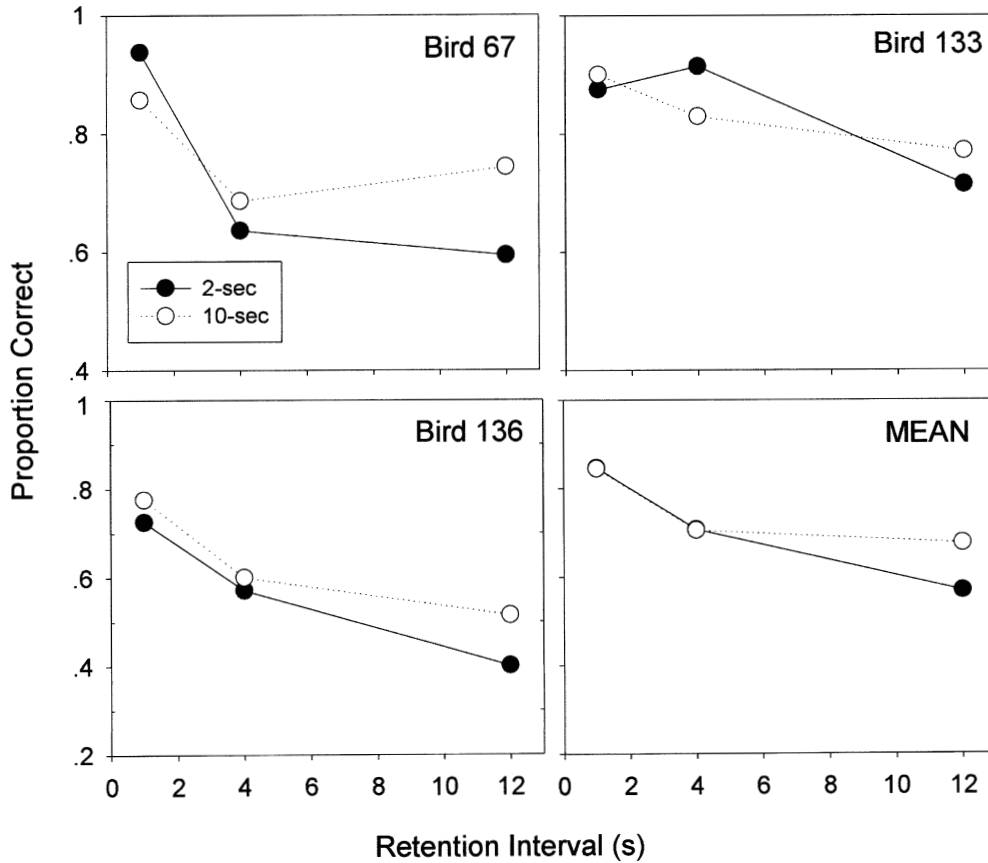 Proportion Correct
1
.8
.6
.4
Bird 67
2-sec
10-sec
Bird 133
1
.8
.6
.4
.2
Bird 136
0 2 4 6 8 10 12
MEAN
0 2 4 6 8 10 12
Retention Interval (s)